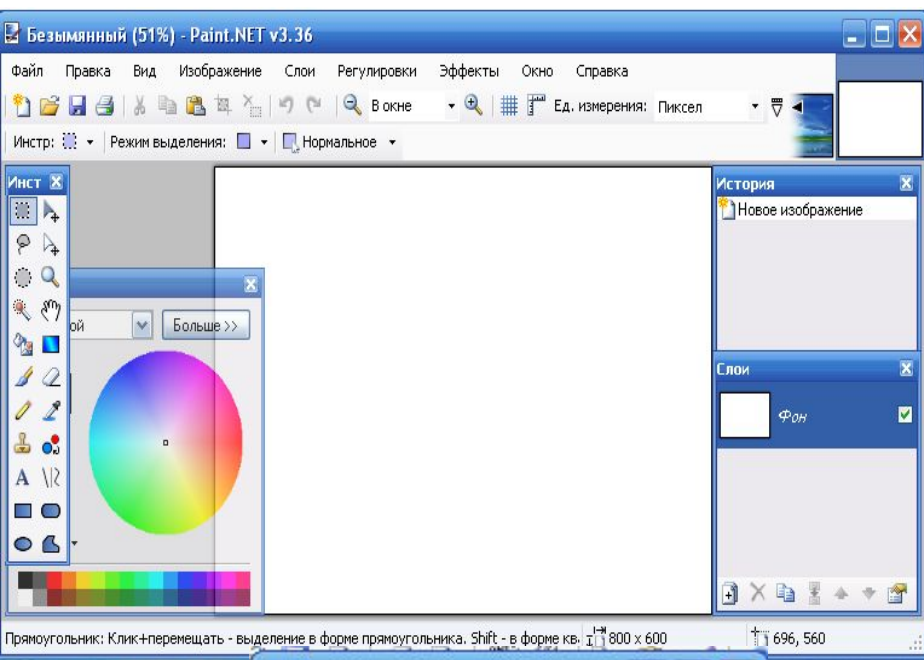 Безымянный (51%) - Paint.NET v3.36
Файл Правка Вид Изображение Слои Регулировки Эффекты Окно Справка
В окне Ед. измерения: Пиксел
Инстр: Режим выделения: Нормальное
Инст
История
Новое изображение
ой Больше >>
Слои
Фон
A
Прямоугольник: Клик+перемещать - выделение в форме прямоугольника. Shift - в форме кв. 800 x 600 696, 560